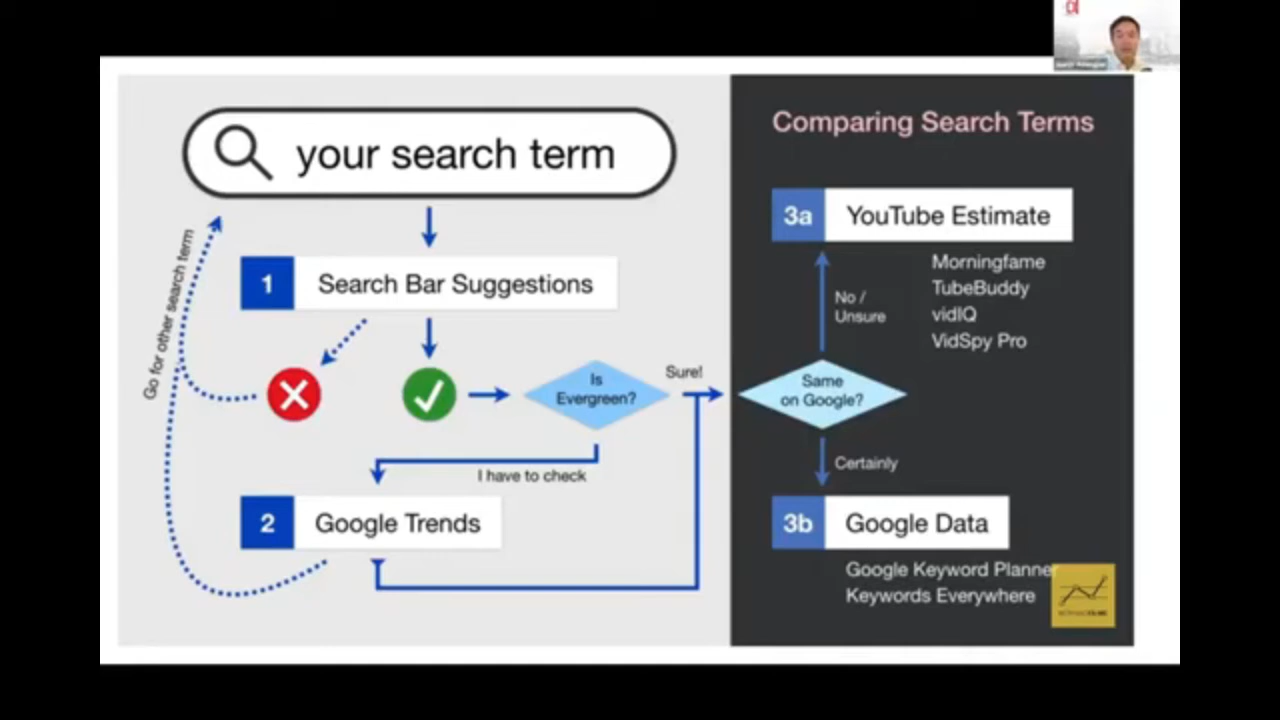 your search term
Comparing Search Terms
Go for other search term
1 Search Bar Suggestions
Is
Evergreen?
Sure!
I have to check
2 Google Trends
3a YouTube Estimate
Morningfame
TubeBuddy
vidIQ
VidSpy Pro
No /
Unsure
Same
on Google?
Certainly
3b Google Data
Google Keyword Planner
Keywords Everywhere